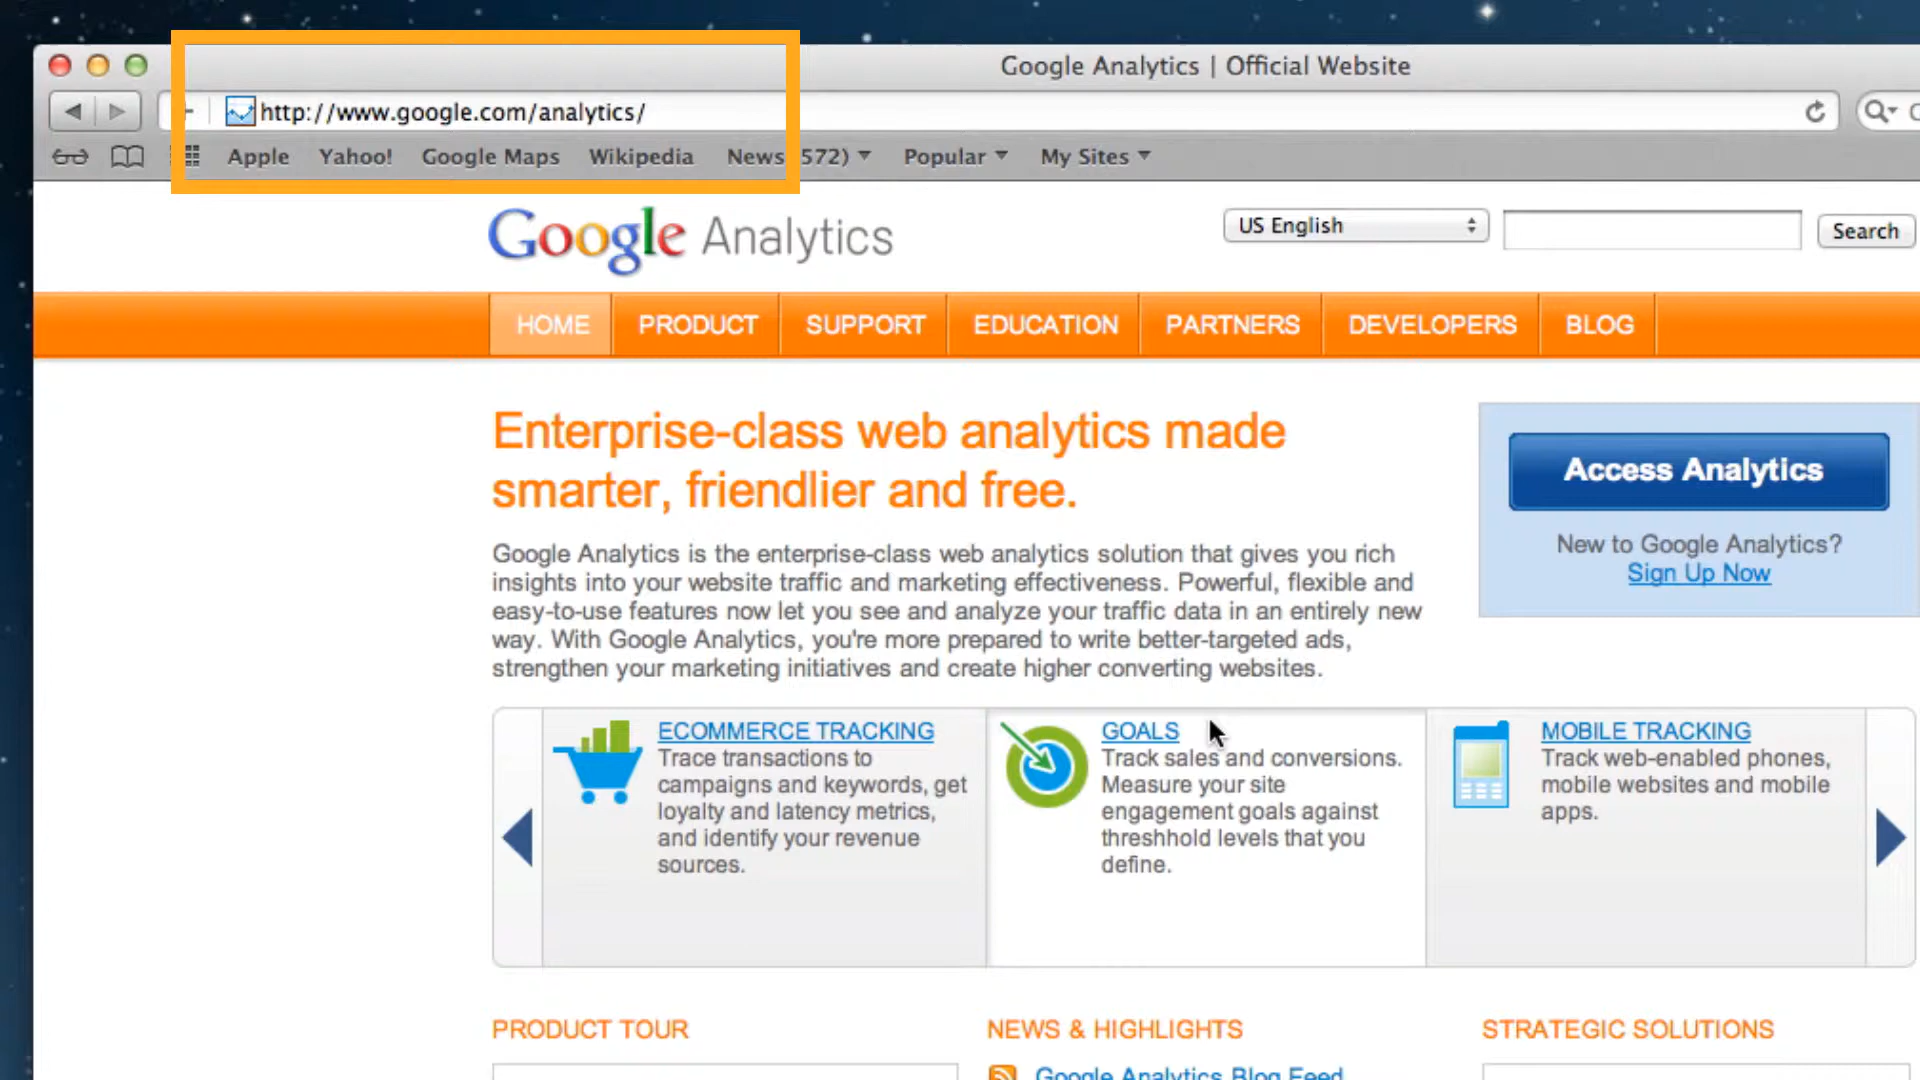 Google Analytics | Official Website
http://www.google.com/analytics/
Apple Yahoo! Google Maps Wikipedia News 572) Popular My Sites
Google Analytics
US English
Search
HOME PRODUCT SUPPORT EDUCATION PARTNERS DEVELOPERS BLOG
Enterprise-class web analytics made
smarter, friendlier and free.
Google Analytics is the enterprise-class web analytics solution that gives you rich
insights into your website traffic and marketing effectiveness. Powerful, flexible and
easy-to-use features now let you see and analyze your traffic data in an entirely new
way. With Google Analytics, you're more prepared to write better-targeted ads,
strengthen your marketing initiatives and create higher converting websites.
Access Analytics
New to Google Analytics?
Sign Up Now
ECOMMERCE TRACKING
Trace transactions to
campaigns and keywords, get
loyalty and latency metrics,
and identify your revenue
sources.
GOALS
Track sales and conversions.
Measure your site
engagement goals against
threshhold levels that you
define.
MOBILE TRACKING
Track web-enabled phones,
mobile websites and mobile
apps.
PRODUCT TOUR
NEWS & HIGHLIGHTS
Google Analytics Blog Feed
STRATEGIC SOLUTIONS